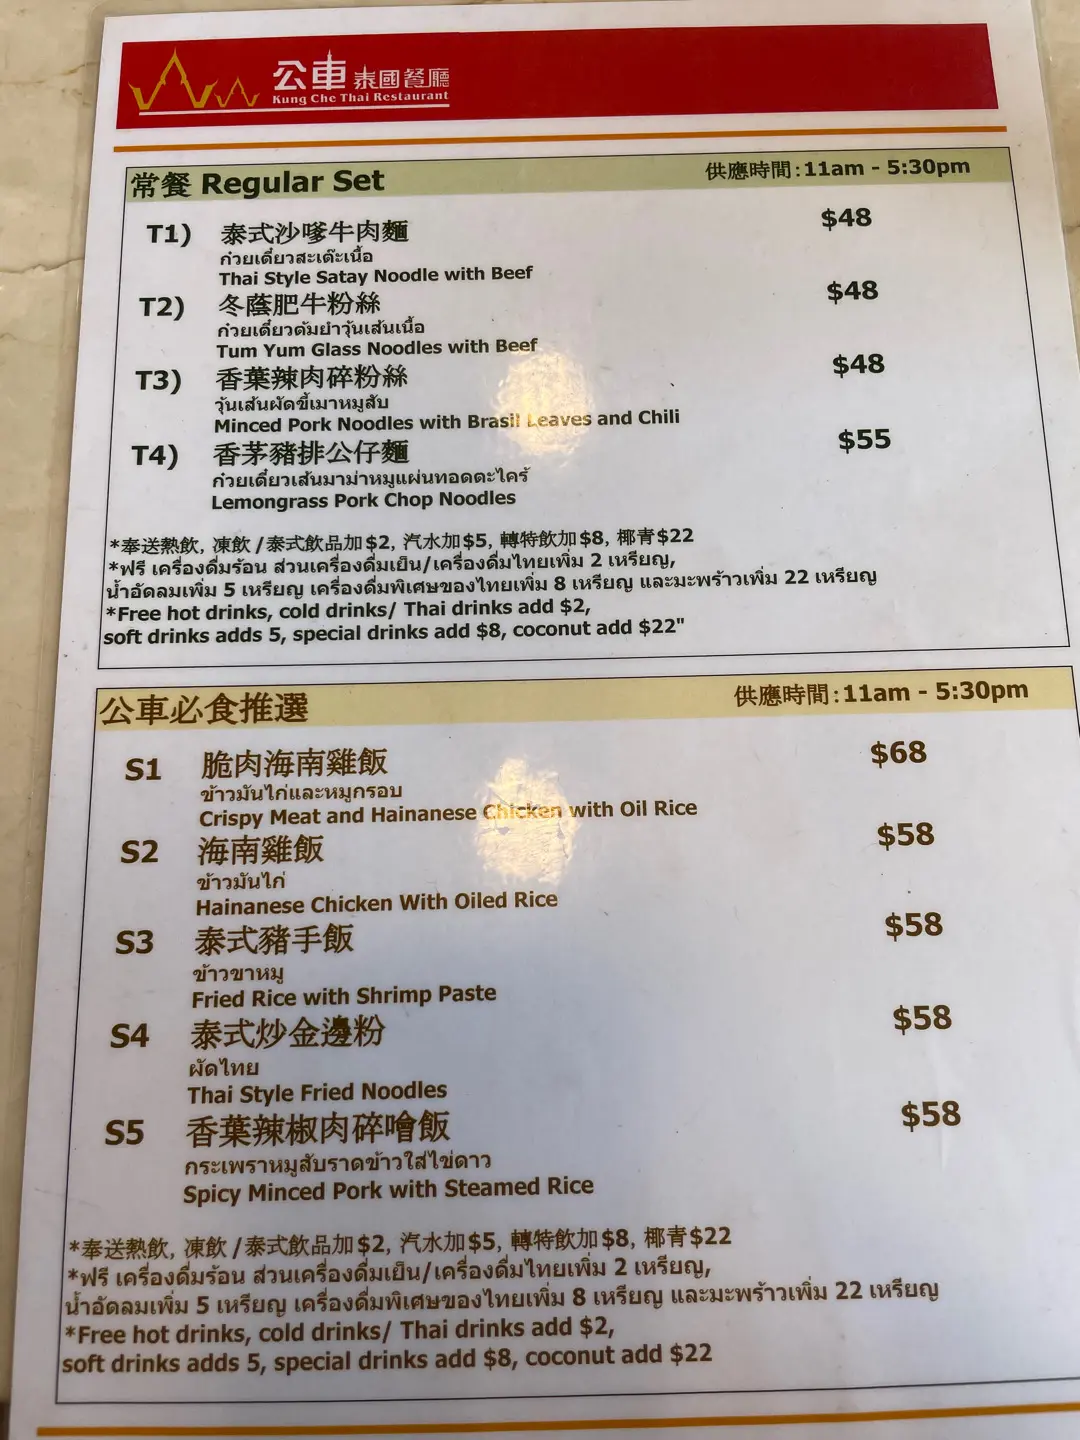 公車 泰國餐廳
Kung Che Thai Restaurant
常餐 Regular Set 供應時間:11am - 5:30pm
T1) 泰式沙嗲牛肉麵 $48
ก๋วยเตี๋ยวสะเต๊ะเนื้อ
Thai Style Satay Noodle with Beef
T2) 冬蔭肥牛粉絲 $48
ก๋วยเตี๋ยวต้มยำวุ้นเส้นเนื้อ
Tum Yum Glass Noodles with Beef
T3) 香葉辣肉碎粉絲 $48
วุ้นเส้นผัดขี้เมาหมูสับ
Minced Pork Noodles with Brasil Leaves and Chili
T4) 香茅豬排公仔麵 $55
ก๋วยเตี๋ยวเส้นมาม่าหมูแผ่นทอดตะไคร้
Lemongrass Pork Chop Noodles
*奉送熱飲, 凍飲/泰式飲品加$2, 汽水加$5, 轉特飲加$8, 椰青$22
*ฟรี เครื่องดื่มร้อน ส่วนเครื่องดื่มเย็น/เครื่องดื่มไทยเพิ่ม 2 เหรียญ,
น้ำอัดลมเพิ่ม 5 เหรียญ เครื่องดื่มพิเศษของไทยเพิ่ม 8 เหรียญ และมะพร้าวเพิ่ม 22 เหรียญ
*Free hot drinks, cold drinks/ Thai drinks add $2,
soft drinks adds 5, special drinks add $8, coconut add $22"
公車必食推選 供應時間:11am - 5:30pm
S1 脆肉海南雞飯 $68
ข้าวมันไก่และหมูกรอบ
Crispy Meat and Hainanese Chicken with Oil Rice
S2 海南雞飯 $58
ข้าวมันไก่
Hainanese Chicken With Oiled Rice
S3 泰式豬手飯 $58
ข้าวขาหมู
Fried Rice with Shrimp Paste
S4 泰式炒金邊粉 $58
ผัดไทย
Thai Style Fried Noodles
S5 香葉辣椒肉碎噲飯 $58
กระเพราหมูสับราดข้าวใส่ไข่ดาว
Spicy Minced Pork with Steamed Rice
*奉送熱飲, 凍飲/泰式飲品加$2, 汽水加$5, 轉特飲加$8, 椰青$22
*ฟรี เครื่องดื่มร้อน ส่วนเครื่องดื่มเย็น/เครื่องดื่มไทยเพิ่ม 2 เหรียญ,
น้ำอัดลมเพิ่ม 5 เหรียญ เครื่องดื่มพิเศษของไทยเพิ่ม 8 เหรียญ และมะพร้าวเพิ่ม 22 เหรียญ
*Free hot drinks, cold drinks/ Thai drinks add $2,
soft drinks adds 5, special drinks add $8, coconut add $22